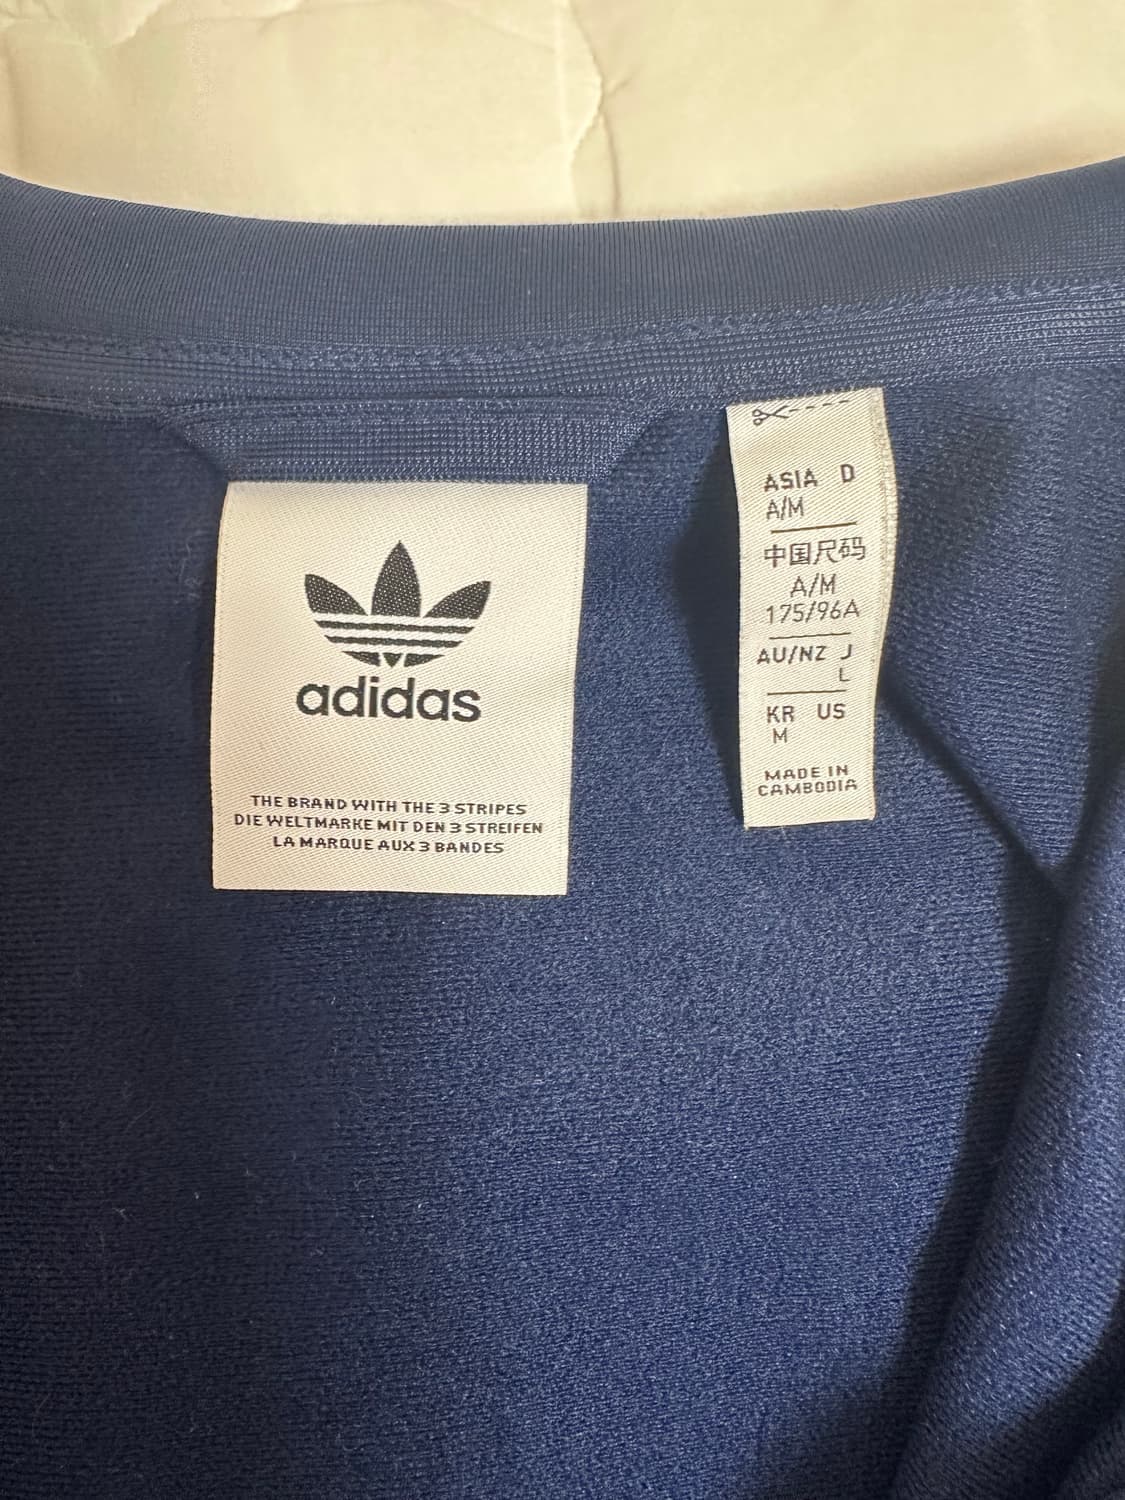 adidas
THE BRAND WITH THE 3 STRIPES
DIE WELTMARKE MIT DEN 3 STREIFEN
LA MARQUE AUX 3 BANDES
ASIA D
A/M
中国尺码
A/M
175/96A
AU/NZ J
L
KR US
M
MADE IN
CAMBODIA